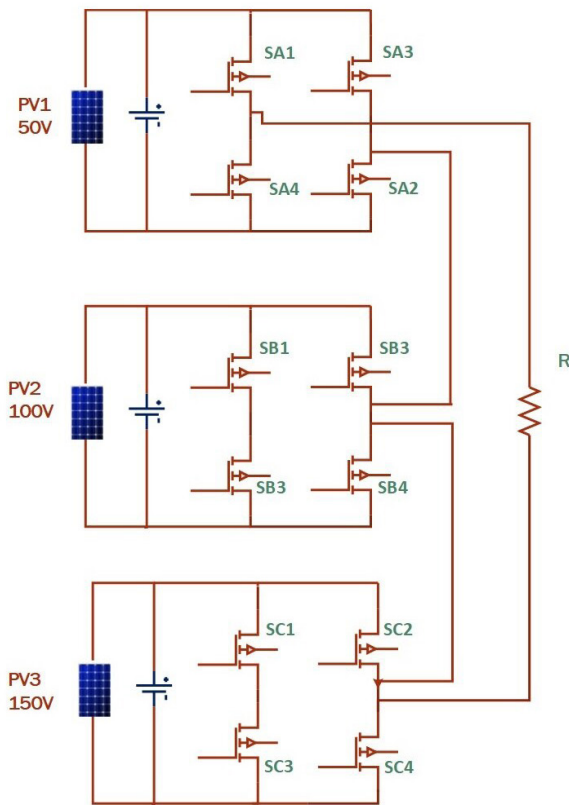 SA1
SA3
PV1
50V
SA4
SA2
SB1
SB3
R
PV2
100V
SB3
SB4
SC1
SC2
PV3
150V
SC3
SC4